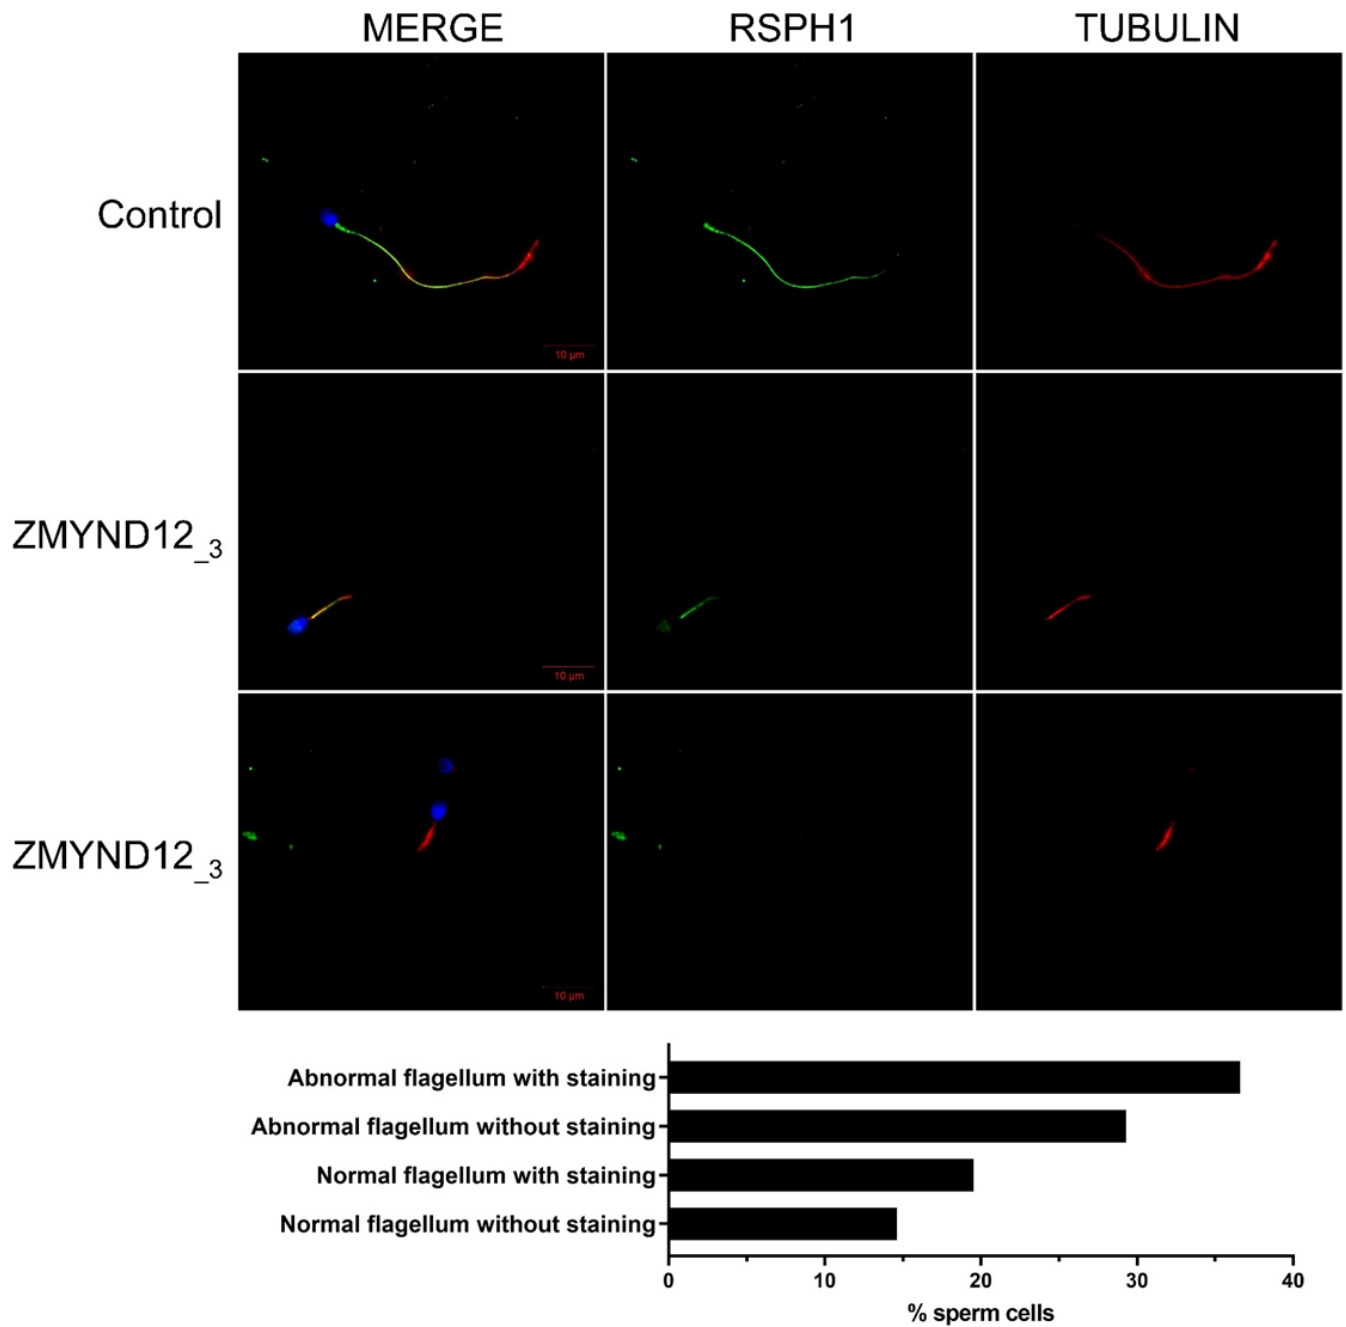 MERGE RSPH1 TUBULIN
Control
10 µm
ZMYND12_3
10 µm
ZMYND12_3
10 µm
Abnormal flagellum with staining
Abnormal flagellum without staining
Normal flagellum with staining
Normal flagellum without staining
0 10 20 30 40
% sperm cells